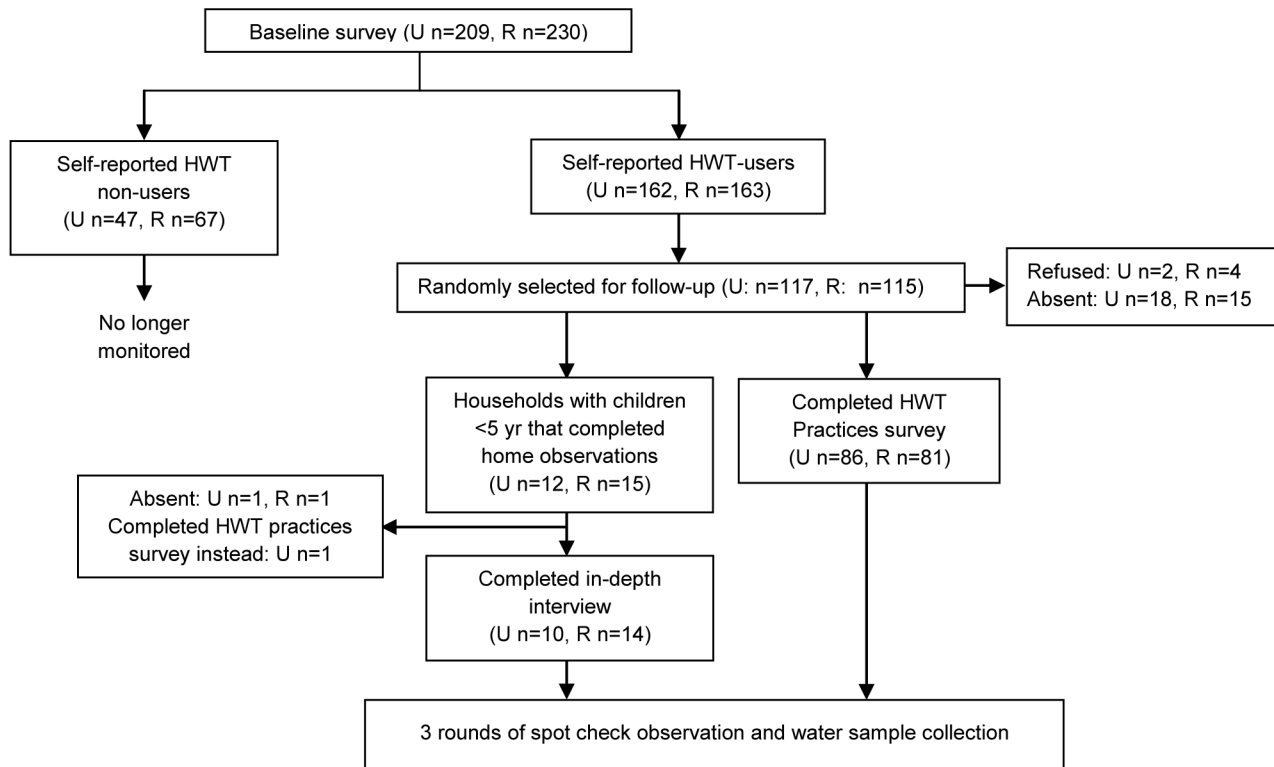 Baseline survey (U n=209, R n=230)
Self-reported HWT
non-users
(U n=47, R n=67)
Self-reported HWT-users
(U n=162, R n=163)
No longer
monitored
Randomly selected for follow-up (U: n=117, R: n=115)
Refused: U n=2, R n=4
Absent: U n=18, R n=15
Households with children
<5 yr that completed
home observations
(U n=12, R n=15)
Completed HWT
Practices survey
(U n=86, R n=81)
Absent: U n=1, R n=1
Completed HWT practices
survey instead: U n=1
Completed in-depth
interview
(U n=10, R n=14)
3 rounds of spot check observation and water sample collection